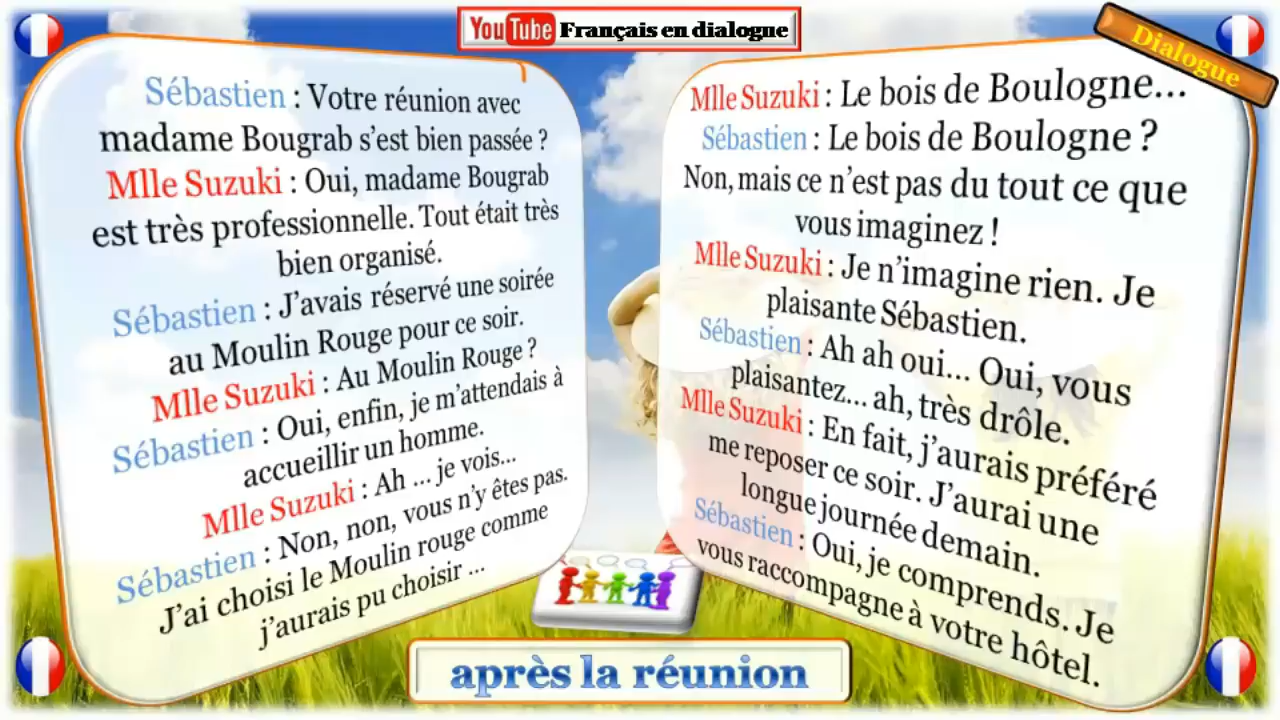 YouTube Français en dialogue
Dialogue
Sébastien : Votre réunion avec
madame Bougrab s’est bien passée ?
Mlle Suzuki : Oui, madame Bougrab
est très professionnelle. Tout était très
bien organisé.
Sébastien : J’avais réservé une soirée
au Moulin Rouge pour ce soir.
Mlle Suzuki : Au Moulin Rouge ?
Sébastien : Oui, enfin, je m’attendais à
accueillir un homme.
Mlle Suzuki : Ah ... je vois...
Sébastien : Non, non, vous n’y êtes pas.
J’ai choisi le Moulin rouge comme
j’aurais pu choisir ...
Mlle Suzuki : Le bois de Boulogne...
Sébastien : Le bois de Boulogne ?
Non, mais ce n’est pas du tout ce que
vous imaginez !
Mlle Suzuki : Je n’imagine rien. Je
plaisante Sébastien.
Sébastien : Ah ah oui... Oui, vous
plaisantez... ah, très drôle.
Mlle Suzuki : En fait, j’aurais préféré
me reposer ce soir. J’aurai une
longue journée demain.
Sébastien : Oui, je comprends. Je
vous raccompagne à votre hôtel.
après la réunion